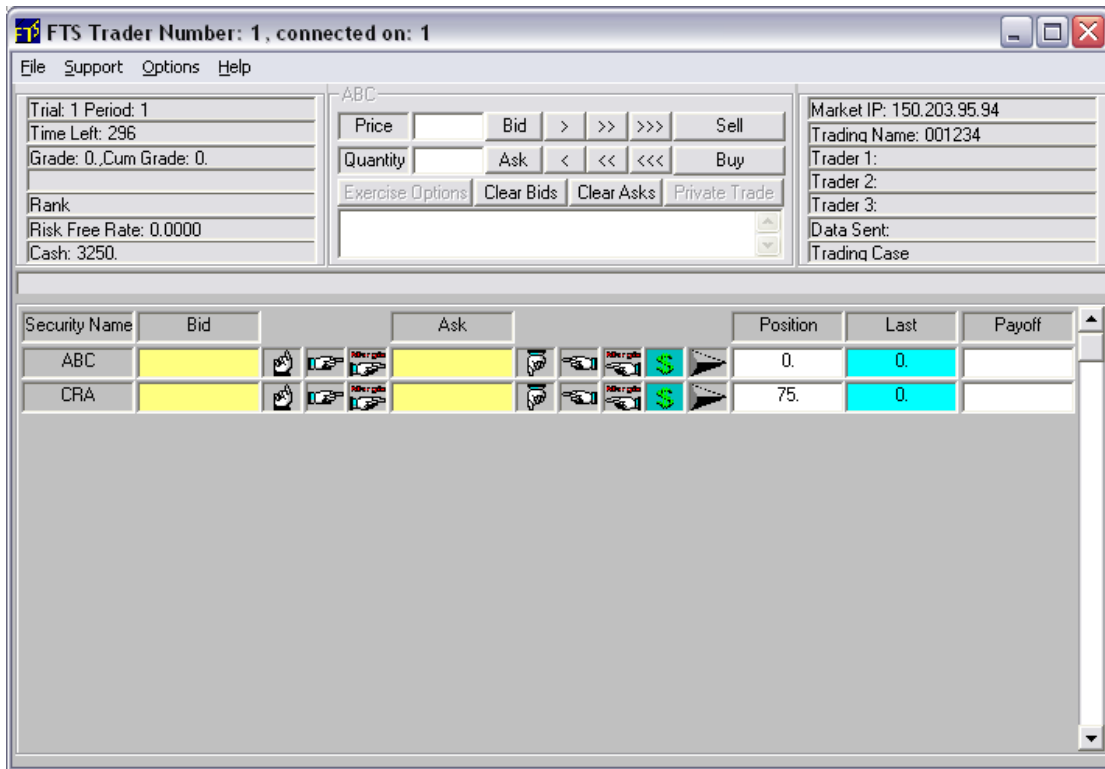 FTS Trader Number: 1, connected on: 1
File Support Options Help
Trial: 1 Period: 1
Time Left: 296
Grade: 0.,Cum Grade: 0.
Rank
Risk Free Rate: 0.0000
Cash: 3250.
ABC
Price Bid > >> >>> Sell
Quantity Ask < << <<< Buy
Exercise Options Clear Bids Clear Asks Private Trade
Market IP: 150.203.95.94
Trading Name: 001234
Trader 1:
Trader 2:
Trader 3:
Data Sent:
Trading Case
Security Name Bid Ask Position Last Payoff
ABC Margin Margin $ 0. 0.
CRA Margin Margin $ 75. 0.